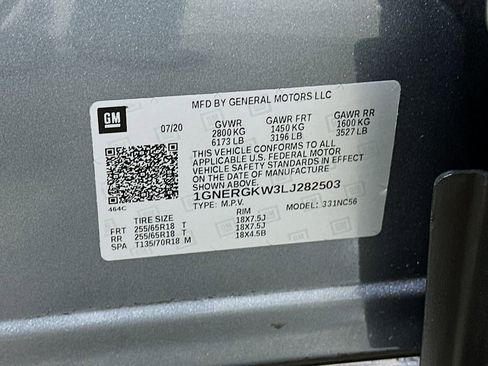 GM
MFD BY GENERAL MOTORS LLC
07/20 GVWR GAWR FRT GAWR RR
2800 KG 1450 KG 1600 KG
6173 LB 3196 LB 3527 LB
THIS VEHICLE CONFORMS TO ALL
APPLICABLE U.S. FEDERAL MOTOR
VEHICLE SAFETY STANDARDS IN EFFECT
ON THE DATE OF MANUFACTURE
SHOWN ABOVE.
1GNERGKW3LJ282503
464C TYPE: M.P.V. MODEL: 331NC56
TIRE SIZE RIM
FRT 255/65R18 T 18X7.5J
RR 255/65R18 T 18X7.5J
SPA T135/70R18 M 18X4.5B